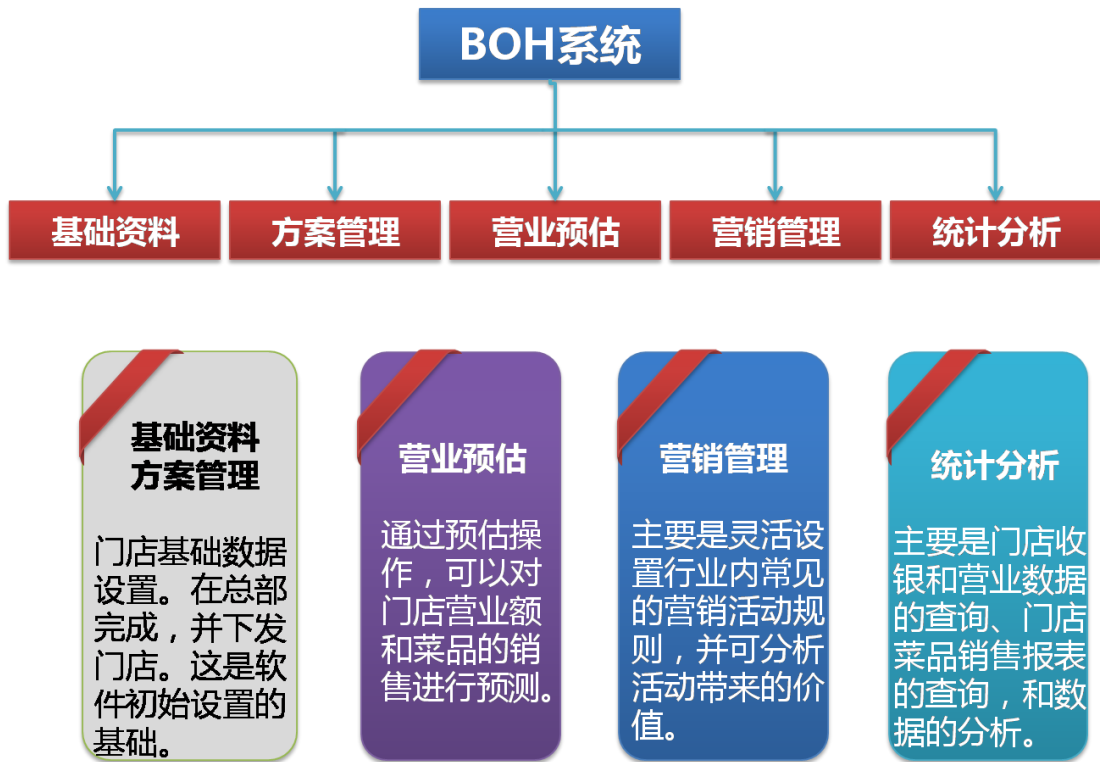 BOH系统
基础资料
方案管理
营业预估
营销管理
统计分析
基础资料
方案管理
门店基础数据
设置。在总部
完成，并下发
门店。这是软
件初始设置的
基础。
营业预估
通过预估操
作，可以对
门店营业额
和菜品的销
售进行预测。
营销管理
主要是灵活设
置行业内常见
的营销活动规
则，并可分析
活动带来的价
值。
统计分析
主要是门店收
银和营业数据
的查询、门店
菜品销售报表
的查询，和数
据的分析。